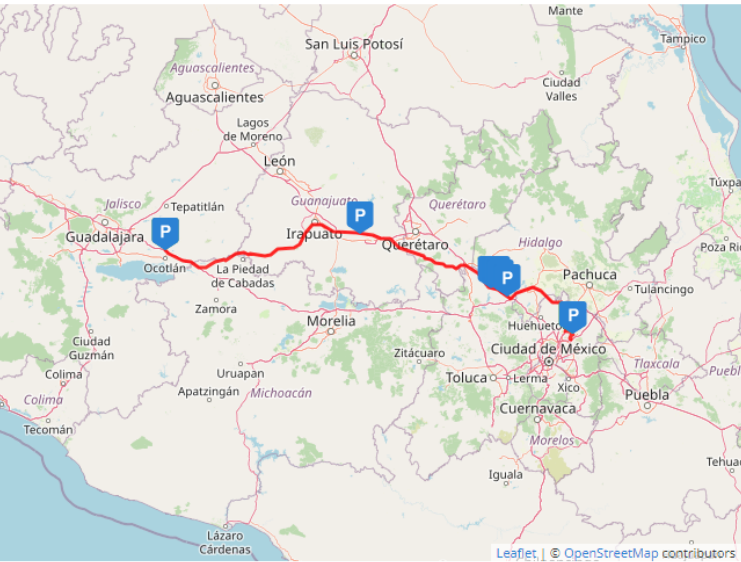 Mante
Tampico
San Luis Potosí
Aguascalientes
Ciudad
Valles
Aguascalientes
Lagos
de Moreno
León
Túxpa
Jalisco
Tepatitlán
Guanajuato
Querétaro
P
P
Guadalajara
Irapuato
Querétaro
Hidalgo
Poza Ri
Ocotlán
La Piedad
de Cabadas
P
Pachuca
Tulancingo
Zamora
Morelia
Huehueto
P
Ciudad
Guzmán
Zitácuaro
Ciudad de México
Colima
Uruapan
Toluca
Lerma
Xico
Tlaxcala
Puebl
Apatzingán
Michoacán
Puebla
Colima
Cuernavaca
Tecomán
Morelos
Iguala
Tehua
Lázaro
Cárdenas
Leaflet | © OpenStreetMap contributors